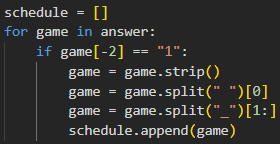 schedule = []
for game in answer:
    if game[-2] == "1":
        game = game.strip()
        game = game.split(" ")[0]
        game = game.split("_")[1:]
        schedule.append(game)